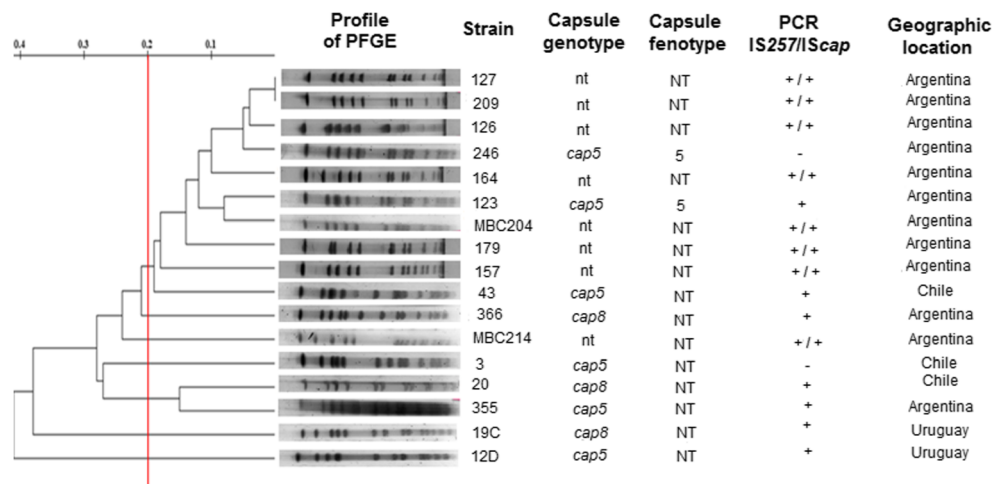 Profile of PFGE Strain Capsule genotype Capsule fenotype PCR IS257/IScap Geographic location
0.4 0.3 0.2 0.1
127 nt NT +/+ Argentina
209 nt NT +/+ Argentina
126 nt NT +/+ Argentina
246 cap5 5 - Argentina
164 nt NT +/+ Argentina
123 cap5 5 + Argentina
MBC204 nt NT +/+ Argentina
179 nt NT +/+ Argentina
157 nt NT +/+ Argentina
43 cap5 NT + Chile
366 cap8 NT + Argentina
MBC214 nt NT +/+ Argentina
3 cap5 NT - Chile
20 cap8 NT + Chile
355 cap5 NT + Argentina
19C cap8 NT + Uruguay
12D cap5 NT + Uruguay